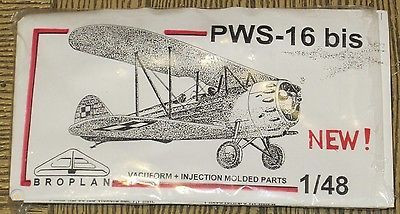 PWS-16 bis
NEW!
BROPLAN
VACUFORM + INJECTION MOLDED PARTS
1/48